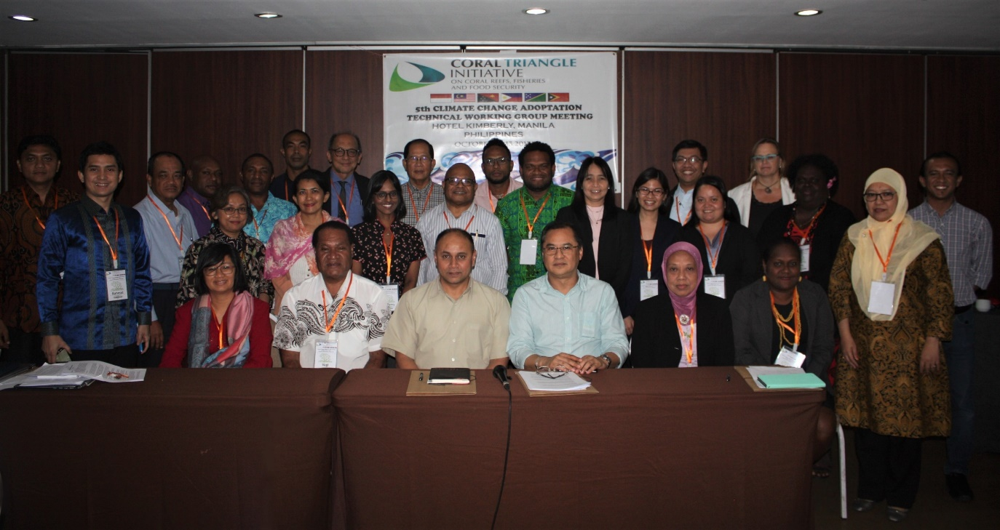 CORAL TRIANGLE
INITIATIVE
ON CORAL REEFS, FISHERIES
AND FOOD SECURITY
5th CLIMATE CHANGE ADOPTATION
TECHNICAL WORKING GROUP MEETING
HOTEL KIMBERLY, MANILA
PHILIPPINES
OCTOBER